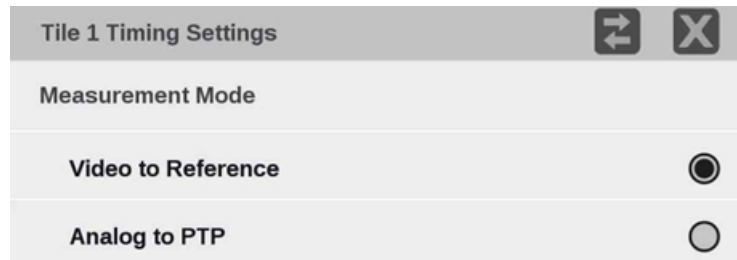 Tile 1 Timing Settings
Measurement Mode
Video to Reference
Analog to PTP